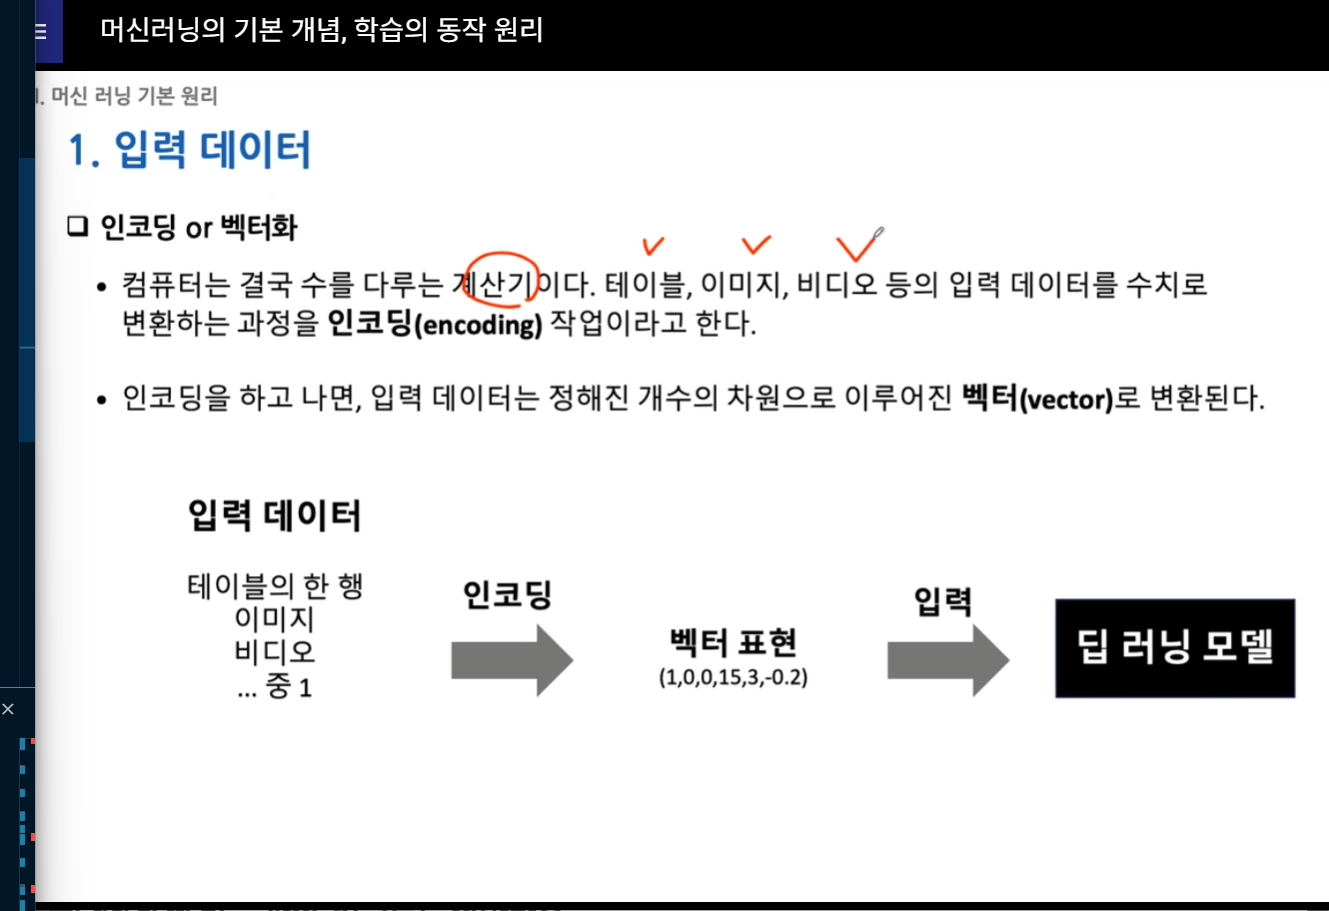 머신러닝의 기본 개념, 학습의 동작 원리
. 머신 러닝 기본 원리
1. 입력 데이터
인코딩 or 벡터화
• 컴퓨터는 결국 수를 다루는 계산기이다. 테이블, 이미지, 비디오 등의 입력 데이터를 수치로
변환하는 과정을 인코딩(encoding) 작업이라고 한다.
• 인코딩을 하고 나면, 입력 데이터는 정해진 개수의 차원으로 이루어진 벡터(vector)로 변환된다.
입력 데이터
테이블의 한 행
이미지
비디오
... 중 1
인코딩
벡터 표현
(1,0,0,15,3,-0.2)
입력
딥 러닝 모델